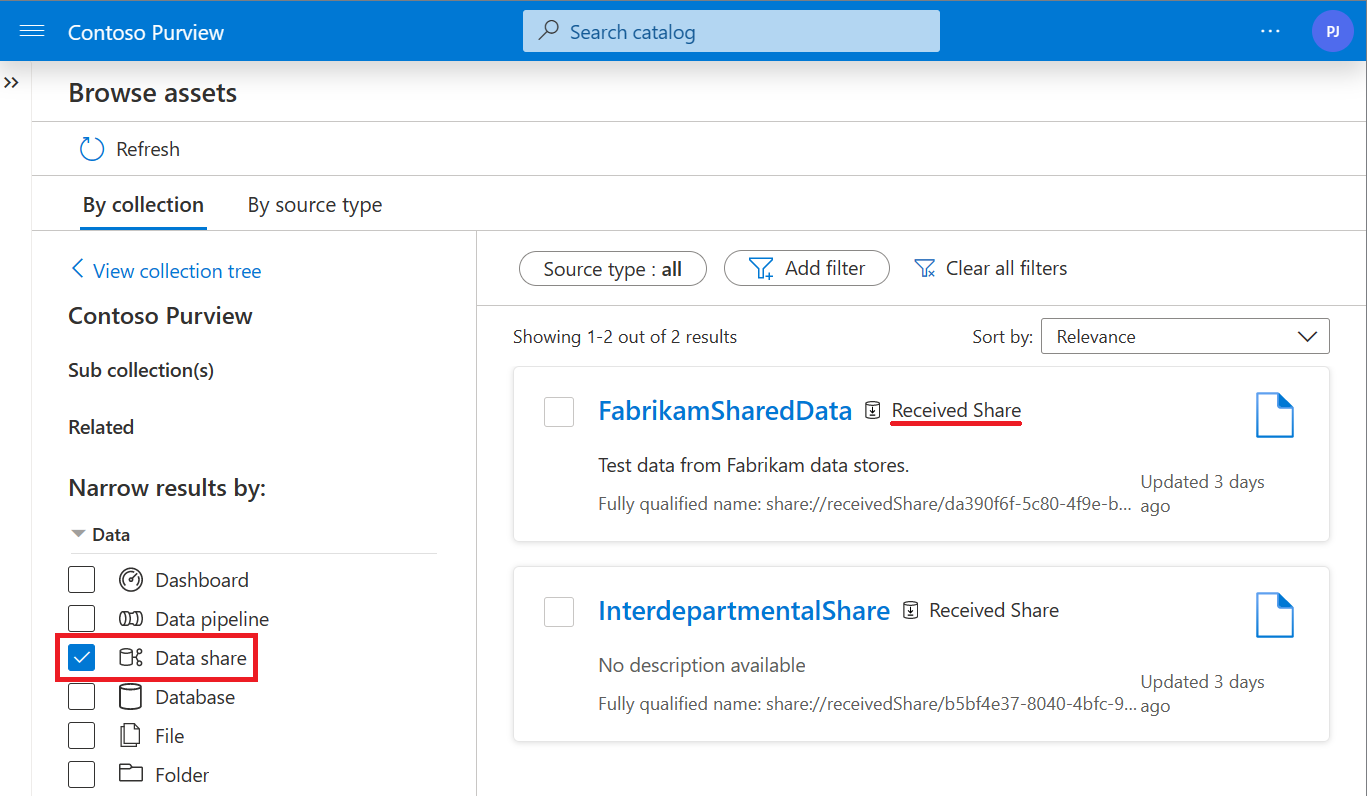 Contoso Purview
Search catalog
PJ
Browse assets
Refresh
By collection
By source type
View collection tree
Contoso Purview
Sub collection(s)
Related
Narrow results by:
Data
Dashboard
Data pipeline
Data share
Database
File
Folder
Source type : all
Add filter
Clear all filters
Showing 1-2 out of 2 results
Sort by:
Relevance
FabrikamSharedData
Received Share
Test data from Fabrikam data stores.
Fully qualified name: share://receivedShare/da390f6f-5c80-4f9e-b...
Updated 3 days
ago
InterdepartmentalShare
Received Share
No description available
Fully qualified name: share://receivedShare/b5bf4e37-8040-4bfc-9...
Updated 3 days
ago